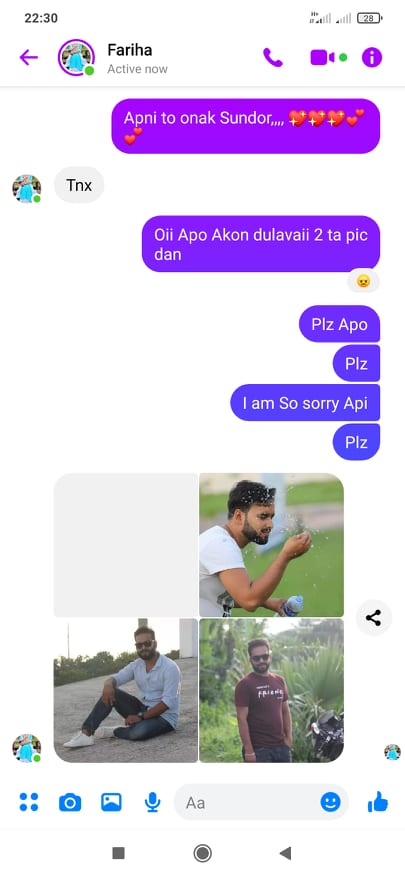 22:30
28
Fariha
Active now
Apni to onak Sundor,,,, 💖💖💖💕
💕
Tnx
Oii Apo Akon dulavaii 2 ta pic
dan
😠
Plz Apo
Plz
I am So sorry Api
Plz
FRIEND
Aa